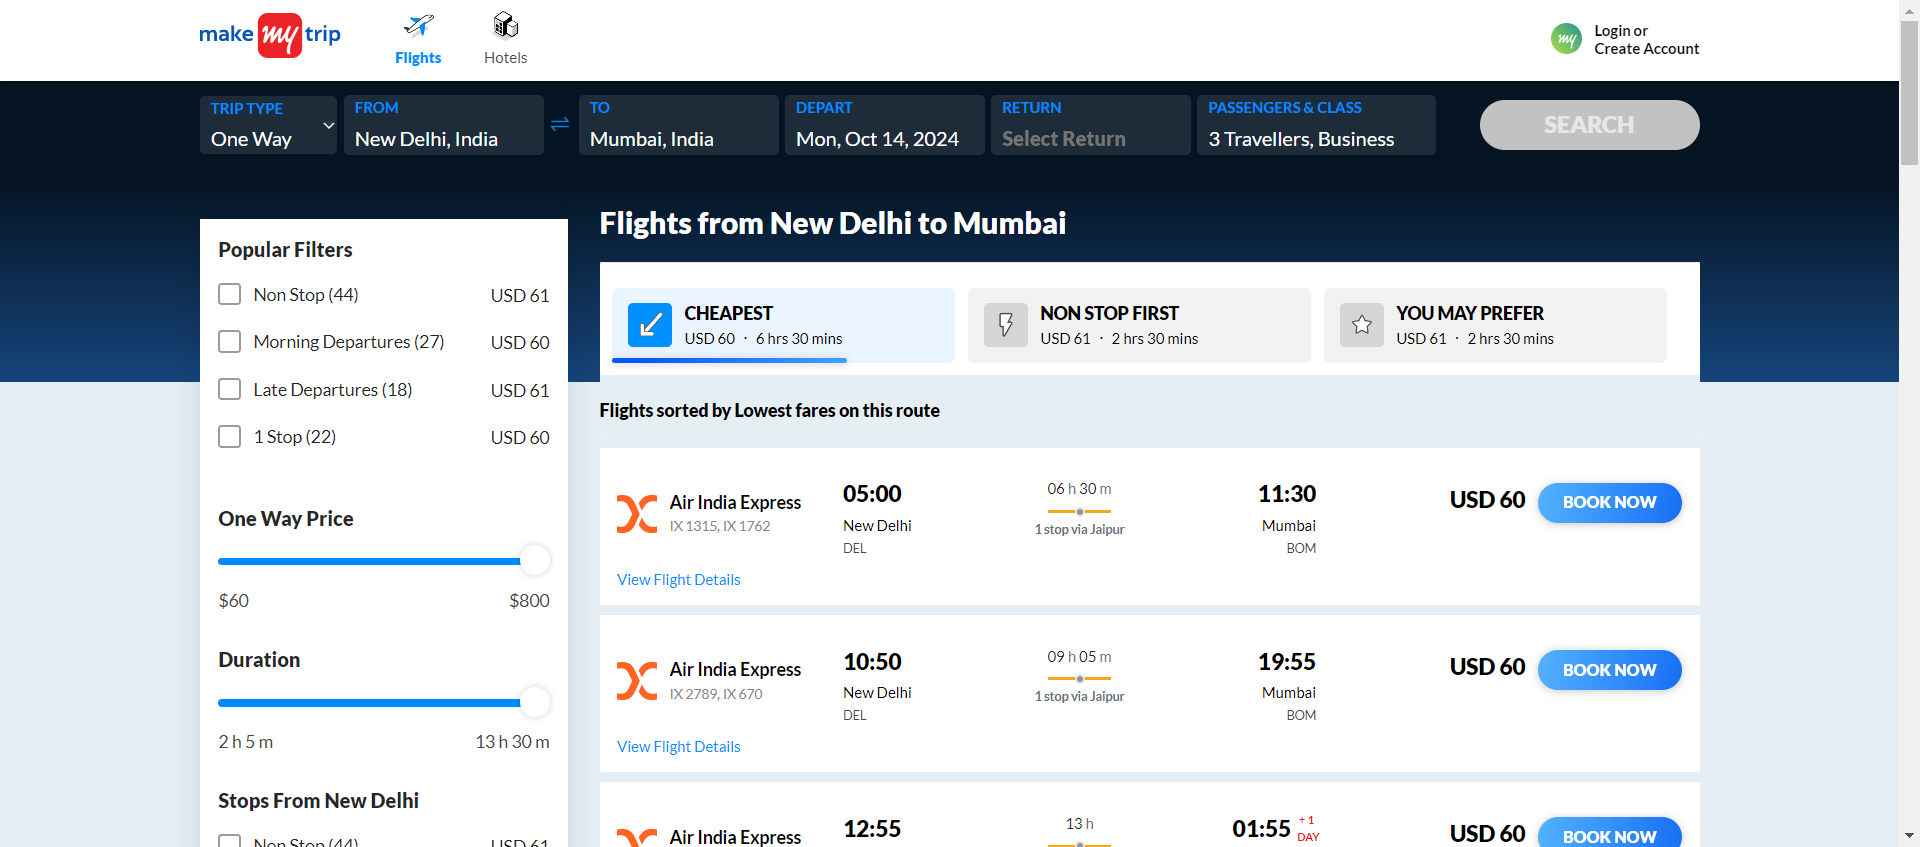 make my trip
Flights
Hotels
my
Login or
Create Account
TRIP TYPE
One Way
FROM
New Delhi, India
TO
Mumbai, India
DEPART
Mon, Oct 14, 2024
RETURN
Select Return
PASSENGERS & CLASS
3 Travellers, Business
SEARCH
Popular Filters
Non Stop (44) USD 61
Morning Departures (27) USD 60
Late Departures (18) USD 61
1 Stop (22) USD 60
One Way Price
$60 $800
Duration
2 h 5 m 13 h 30 m
Stops From New Delhi
Non Stop (44) USD 61
Flights from New Delhi to Mumbai
CHEAPEST
USD 60 · 6 hrs 30 mins
NON STOP FIRST
USD 61 · 2 hrs 30 mins
YOU MAY PREFER
USD 61 · 2 hrs 30 mins
Flights sorted by Lowest fares on this route
Air India Express
IX 1315, IX 1762
05:00
New Delhi
DEL
06 h 30 m
1 stop via Jaipur
11:30
Mumbai
BOM
USD 60
BOOK NOW
View Flight Details
Air India Express
IX 2789, IX 670
10:50
New Delhi
DEL
09 h 05 m
1 stop via Jaipur
19:55
Mumbai
BOM
USD 60
BOOK NOW
View Flight Details
Air India Express
12:55
13 h
01:55 +1 DAY
USD 60
BOOK NOW